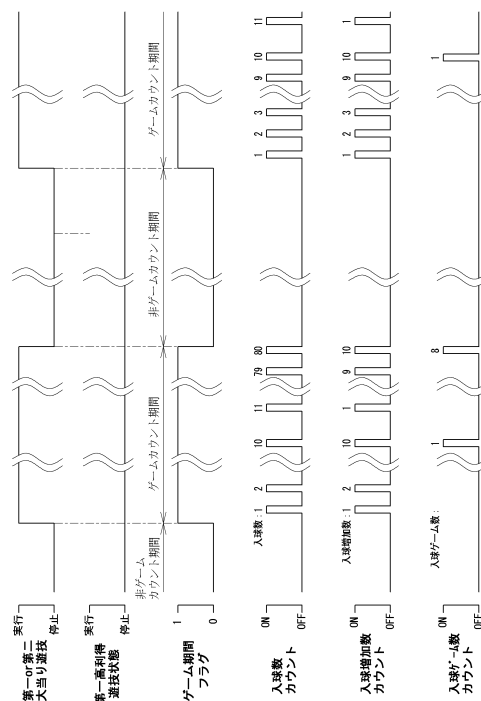 第一or第二
大当り遊技
実行
停止
第一高利得
遊技状態
実行
停止
非ゲーム
カウント期間
ゲームカウント期間
非ゲームカウント期間
ゲームカウント期間
ゲーム期間
フラグ
1
0
入球数
カウント
ON
OFF
入球数：1
2
10
11
79
80
1
2
3
9
10
11
入球増加数
カウント
ON
OFF
入球増加数：1
2
10
1
9
10
1
2
3
9
10
1
入球ゲーム数
カウント
ON
OFF
入球ゲーム数：
1
8
1